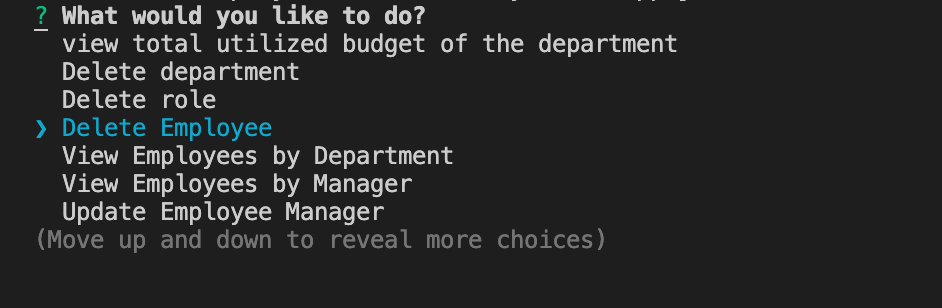 ? What would you like to do?
view total utilized budget of the department
Delete department
Delete role
❯ Delete Employee
View Employees by Department
View Employees by Manager
Update Employee Manager
(Move up and down to reveal more choices)